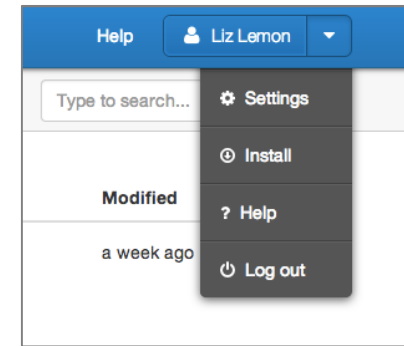 Help Liz Lemon
Type to search...
Settings
Install
Modified
? Help
a week ago
Log out